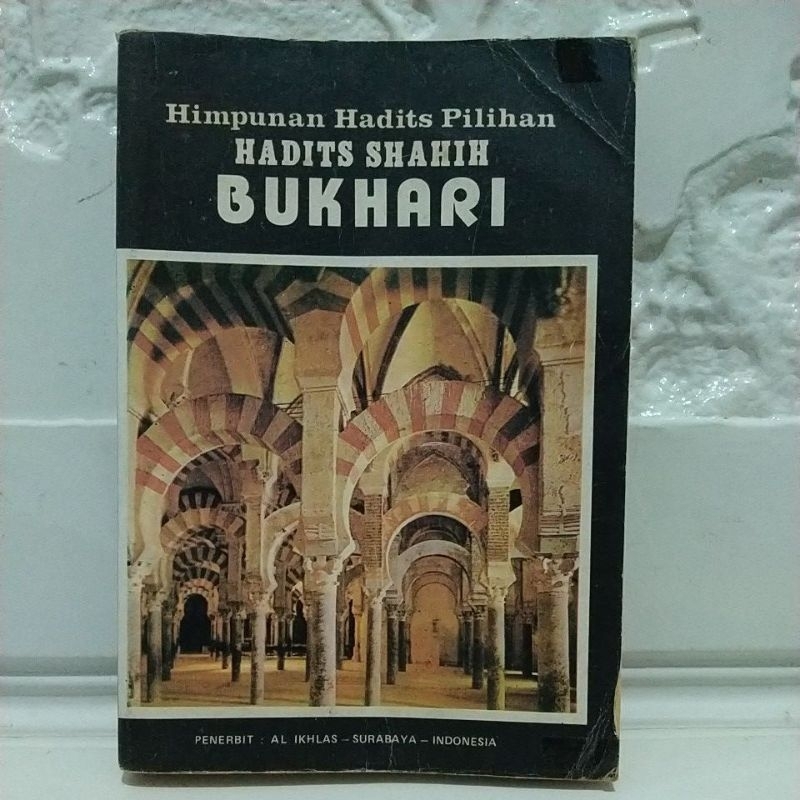 Himpunan Hadits Pilihan
HADITS SHAHIH
BUKHARI
PENERBIT : AL IKHLAS – SURABAYA – INDONESIA